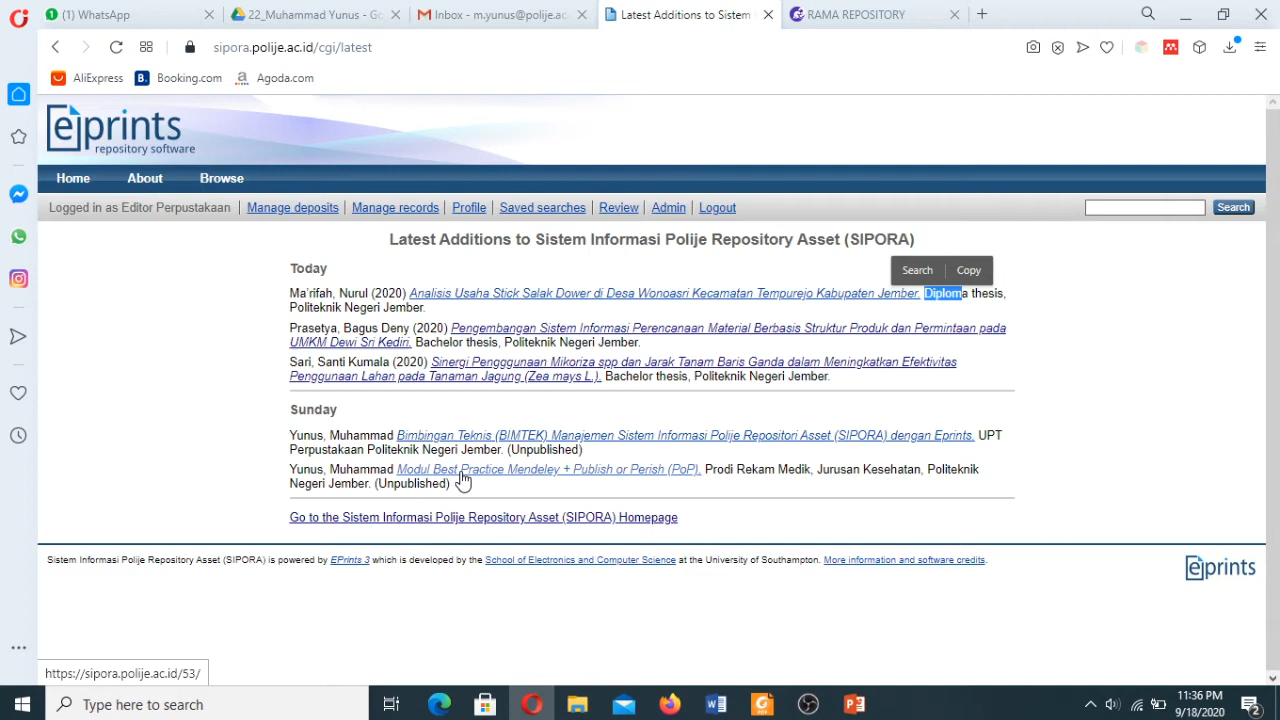 (1) WhatsApp
22_Muhammad Yunus - Go
Inbox - m.yunus@polije.ac
Latest Additions to Sistem
RAMA REPOSITORY
sipora.polije.ac.id/cgi/latest
AliExpress
Booking.com
Agoda.com
eprints
repository software
Home
About
Browse
Logged in as Editor Perpustakaan | Manage deposits | Manage records | Profile | Saved searches | Review | Admin | Logout
Search
Latest Additions to Sistem Informasi Polije Repository Asset (SIPORA)
Today
Search
Copy
Ma'rifah, Nurul (2020) Analisis Usaha Stick Salak Dower di Desa Wonoasri Kecamatan Tempurejo Kabupaten Jember. Diploma thesis,
Politeknik Negeri Jember.
Prasetya, Bagus Deny (2020) Pengembangan Sistem Informasi Perencanaan Material Berbasis Struktur Produk dan Permintaan pada
UMKM Dewi Sri Kediri. Bachelor thesis, Politeknik Negeri Jember.
Sari, Santi Kumala (2020) Sinergi Pengggunaan Mikoriza spp dan Jarak Tanam Baris Ganda dalam Meningkatkan Efektivitas
Penggunaan Lahan pada Tanaman Jagung (Zea mays L.). Bachelor thesis, Politeknik Negeri Jember.
Sunday
Yunus, Muhammad Bimbingan Teknis (BIMTEK) Manajemen Sistem Informasi Polije Repositori Asset (SIPORA) dengan Eprints. UPT
Perpustakaan Politeknik Negeri Jember. (Unpublished)
Yunus, Muhammad Modul Best Practice Mendeley + Publish or Perish (PoP). Prodi Rekam Medik, Jurusan Kesehatan, Politeknik
Negeri Jember. (Unpublished)
Go to the Sistem Informasi Polije Repository Asset (SIPORA) Homepage
Sistem Informasi Polije Repository Asset (SIPORA) is powered by EPrints 3 which is developed by the School of Electronics and Computer Science at the University of Southampton. More information and software credits.
eprints
https://sipora.polije.ac.id/53/
Type here to search
11:36 PM
9/18/2020
2